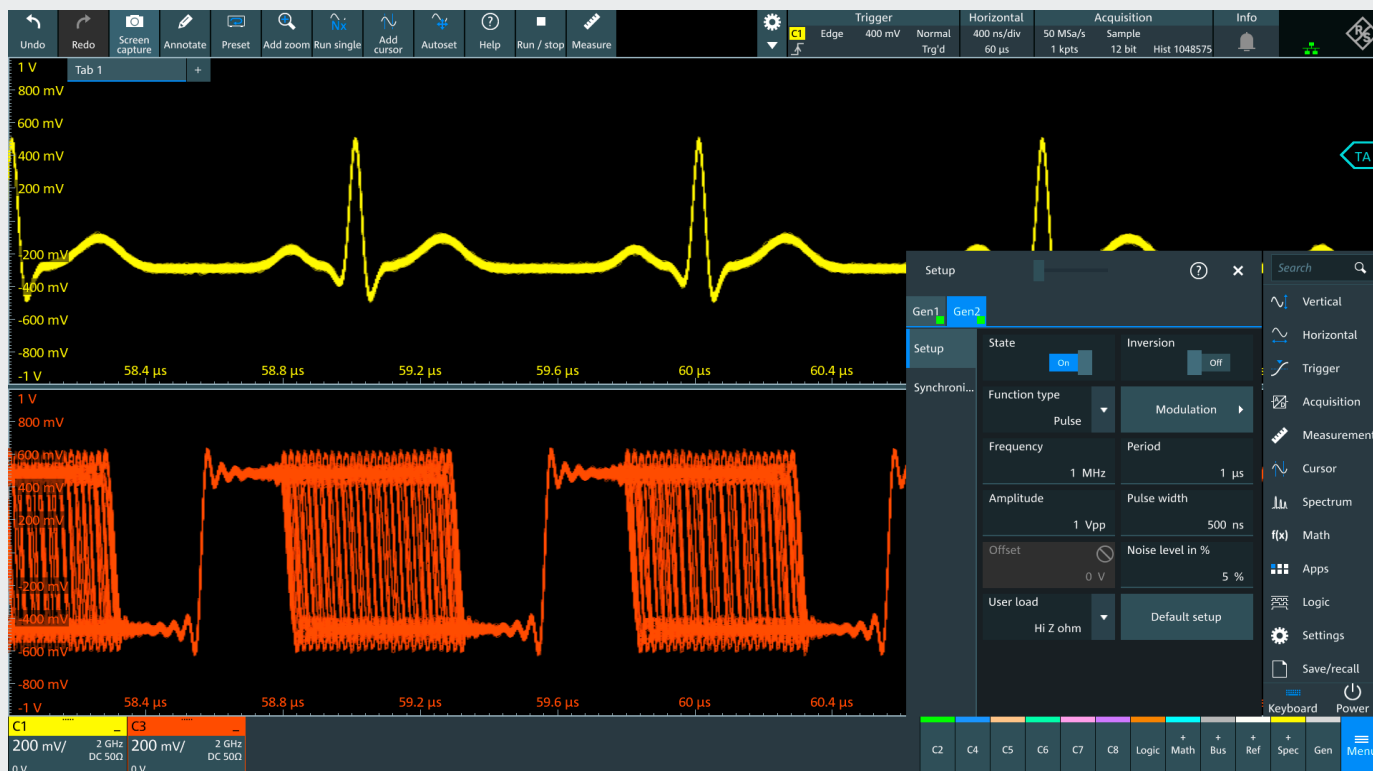 Undo
Redo
Screen capture
Annotate
Preset
Add zoom
Nx
Run single
Add cursor
Autoset
?
Help
Run / stop
Measure
Trigger
C1 Edge 400 mV Normal
Trg'd
Horizontal
400 ns/div
60 µs
Acquisition
50 MSa/s Sample
1 kpts 12 bit Hist 1048575
Info
R&S
Tab 1 +
1 V
800 mV
600 mV
400 mV
200 mV
-200 mV
-400 mV
-600 mV
-800 mV
-1 V
58.4 µs 58.8 µs 59.2 µs 59.6 µs 60 µs 60.4 µs
TA
1 V
800 mV
600 mV
400 mV
200 mV
-200 mV
-400 mV
-600 mV
-800 mV
-1 V
58.4 µs 58.8 µs 59.2 µs 59.6 µs 60 µs 60.4 µs
Setup ?
Gen1 Gen2
Setup
Synchroni...
State
On
Inversion
Off
Function type
Pulse
Modulation
Frequency
1 MHz
Period
1 µs
Amplitude
1 Vpp
Pulse width
500 ns
Offset
0 V
Noise level in %
5 %
User load
Hi Z ohm
Default setup
Search
Vertical
Horizontal
Trigger
Acquisition
Measurement
Cursor
Spectrum
f(x) Math
Apps
Logic
Settings
Save/recall
Keyboard Power
C1
200 mV/ 2 GHz
DC 50Ω
0 V
C3
200 mV/ 2 GHz
DC 50Ω
0 V
C2 C4 C5 C6 C7 C8 Logic + Math + Bus + Ref + Spec Gen Menu